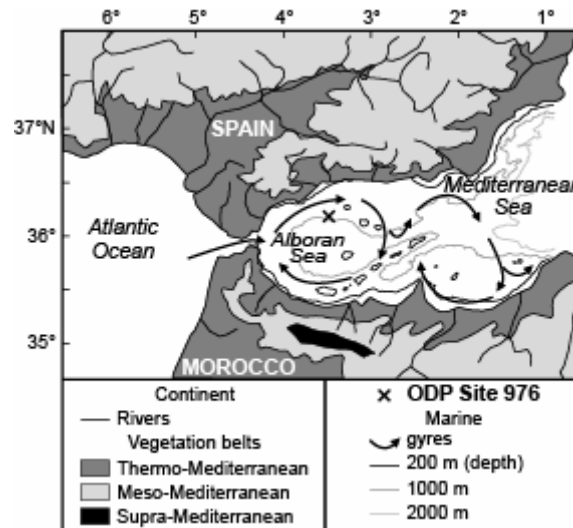 6° 5° 4° 3° 2° 1°
37°N
SPAIN
Mediterranean
Sea
Atlantic
Ocean
36°
Alboran
Sea
35°
MOROCCO
Continent
Rivers
Vegetation belts
Thermo-Mediterranean
Meso-Mediterranean
Supra-Mediterranean
ODP Site 976
Marine
gyres
200 m (depth)
1000 m
2000 m